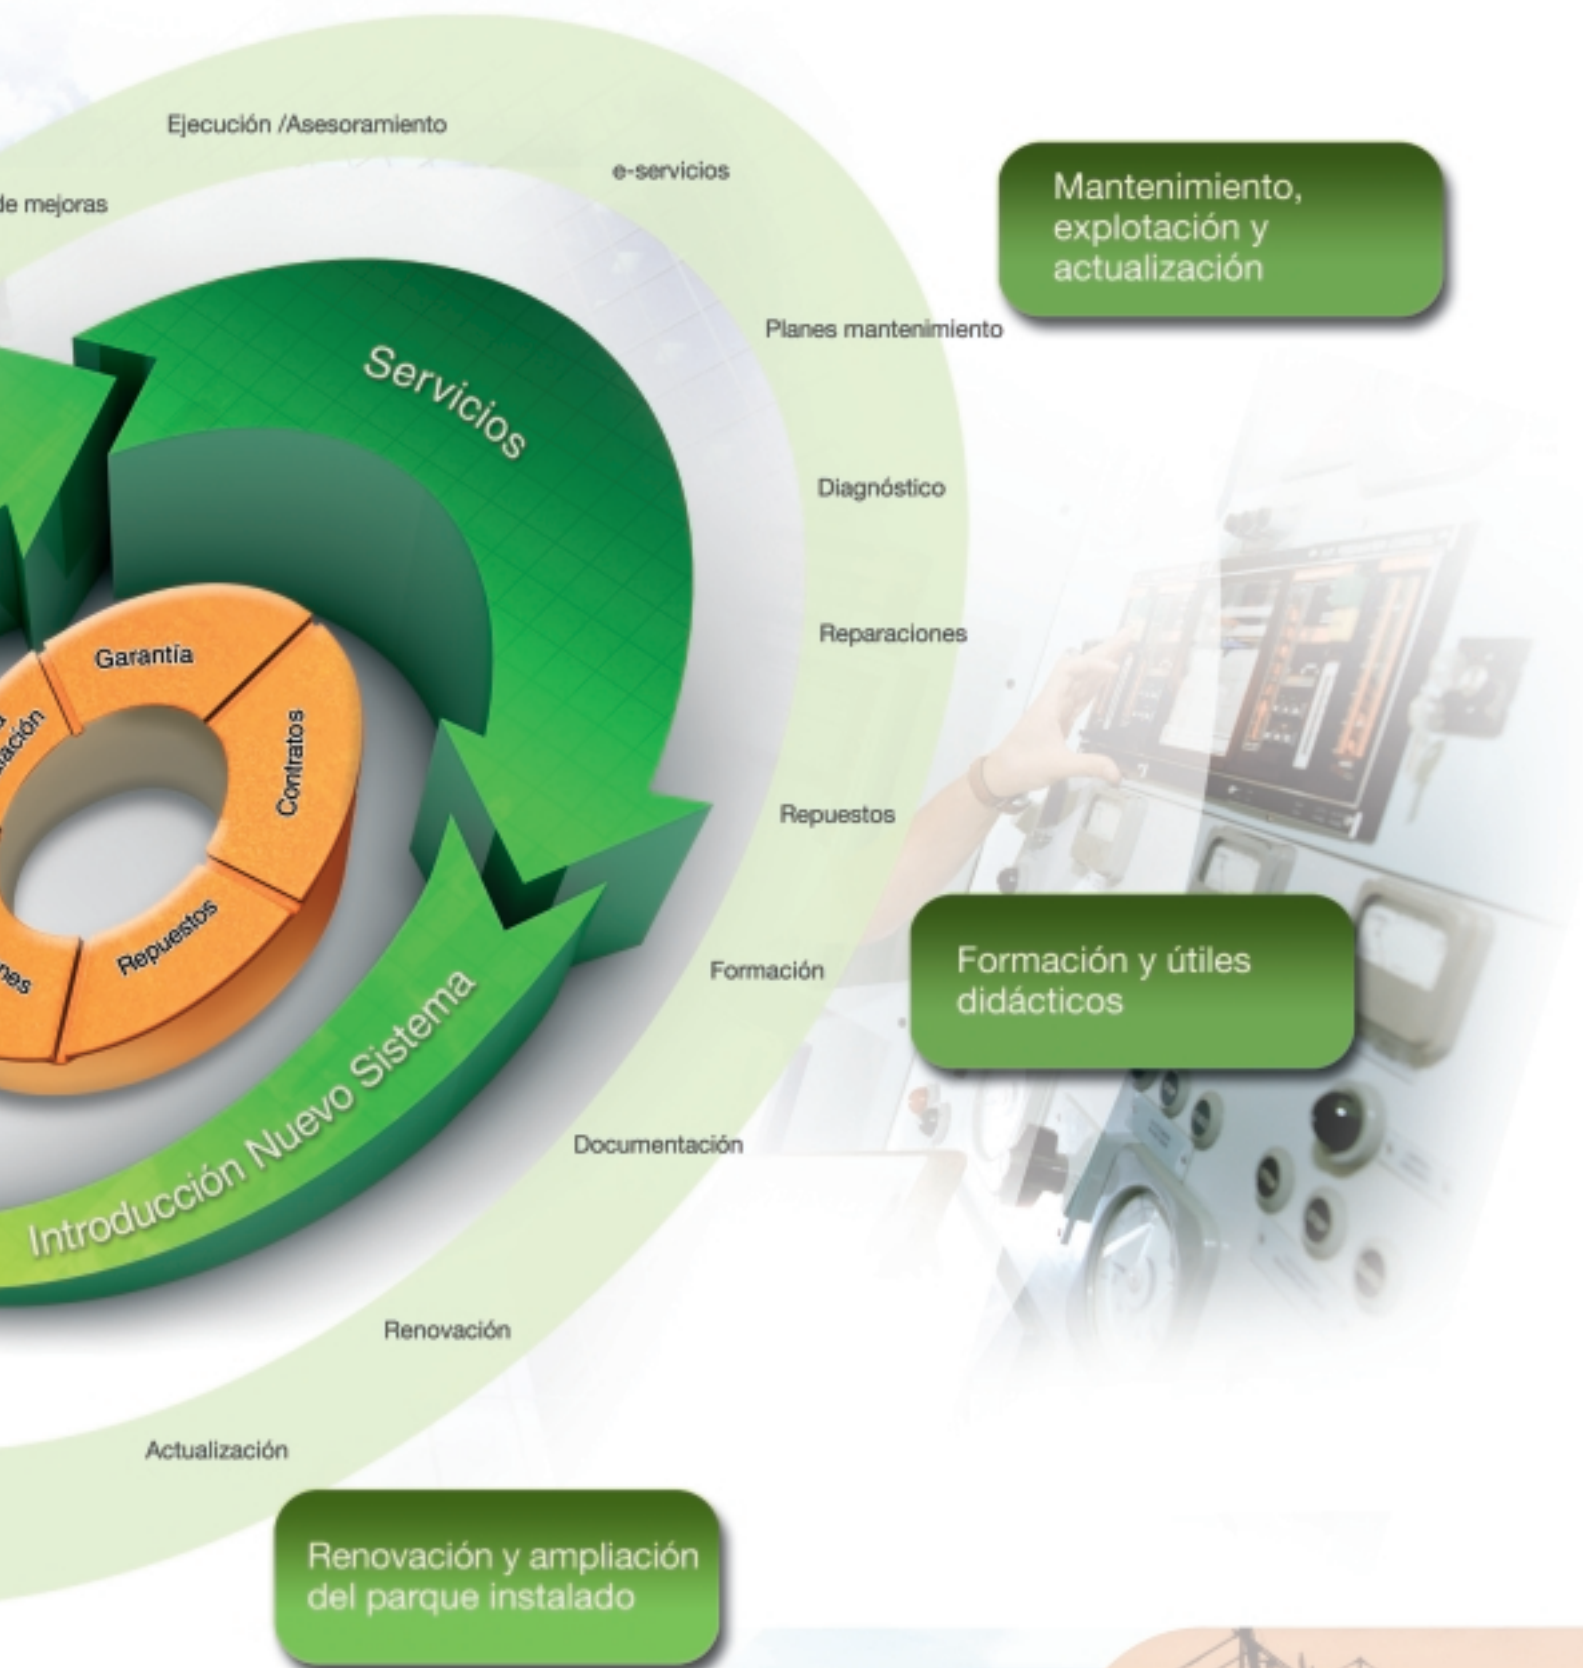 Ejecución /Asesoramiento
e-servicios
de mejoras
Mantenimiento,
explotación y
actualización
Planes mantenimiento
Servicios
Diagnóstico
Reparaciones
Garantía
Contratos
Repuestos
Repuestos
Formación
Formación y útiles
didácticos
Introducción Nuevo Sistema
Documentación
Renovación
Actualización
Renovación y ampliación
del parque instalado